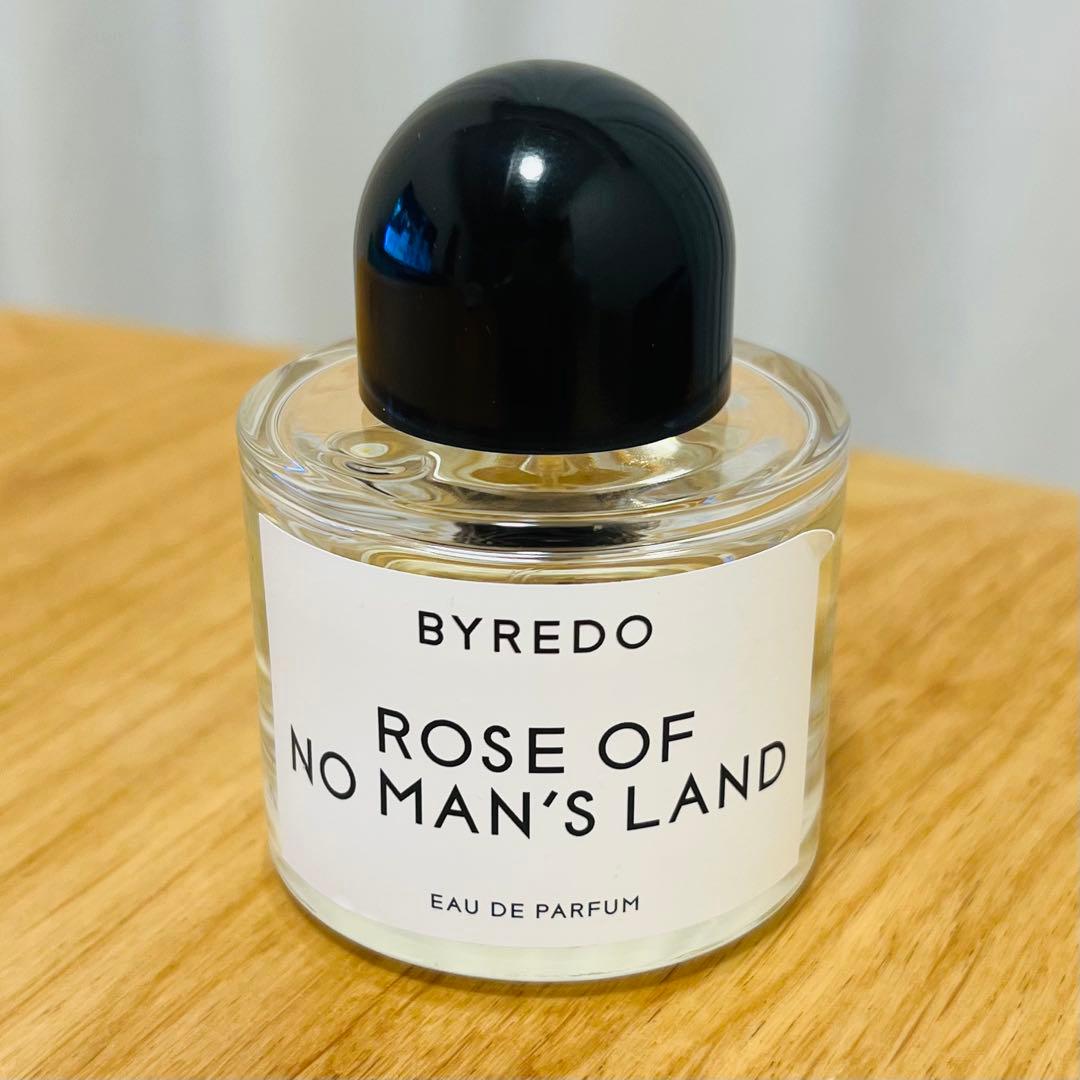 BYREDO
ROSE OF
NO MAN'S LAND
EAU DE PARFUM